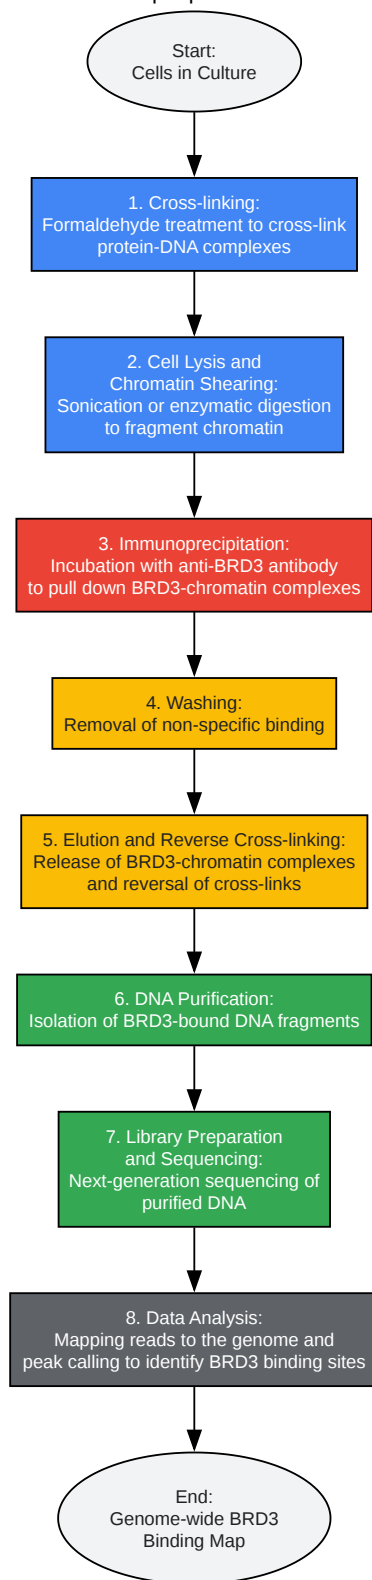 Start:
Cells in Culture
1. Cross-linking:
Formaldehyde treatment to cross-link
protein-DNA complexes
2. Cell Lysis and
Chromatin Shearing:
Sonication or enzymatic digestion
to fragment chromatin
3. Immunoprecipitation:
Incubation with anti-BRD3 antibody
to pull down BRD3-chromatin complexes
4. Washing:
Removal of non-specific binding
5. Elution and Reverse Cross-linking:
Release of BRD3-chromatin complexes
and reversal of cross-links
6. DNA Purification:
Isolation of BRD3-bound DNA fragments
7. Library Preparation
and Sequencing:
Next-generation sequencing of
purified DNA
8. Data Analysis:
Mapping reads to the genome and
peak calling to identify BRD3 binding sites
End:
Genome-wide BRD3
Binding Map